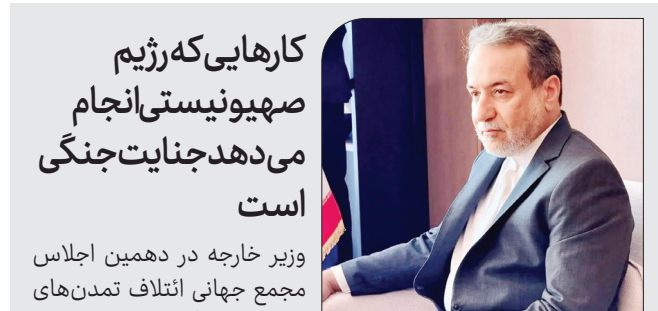 کارهایی‌که‌رژیم
صهیونیستی‌انجام
می‌دهدجنایت‌جنگی
است
وزیر خارجه در دهمین اجلاس
مجمع جهانی ائتلاف تمدن‌های